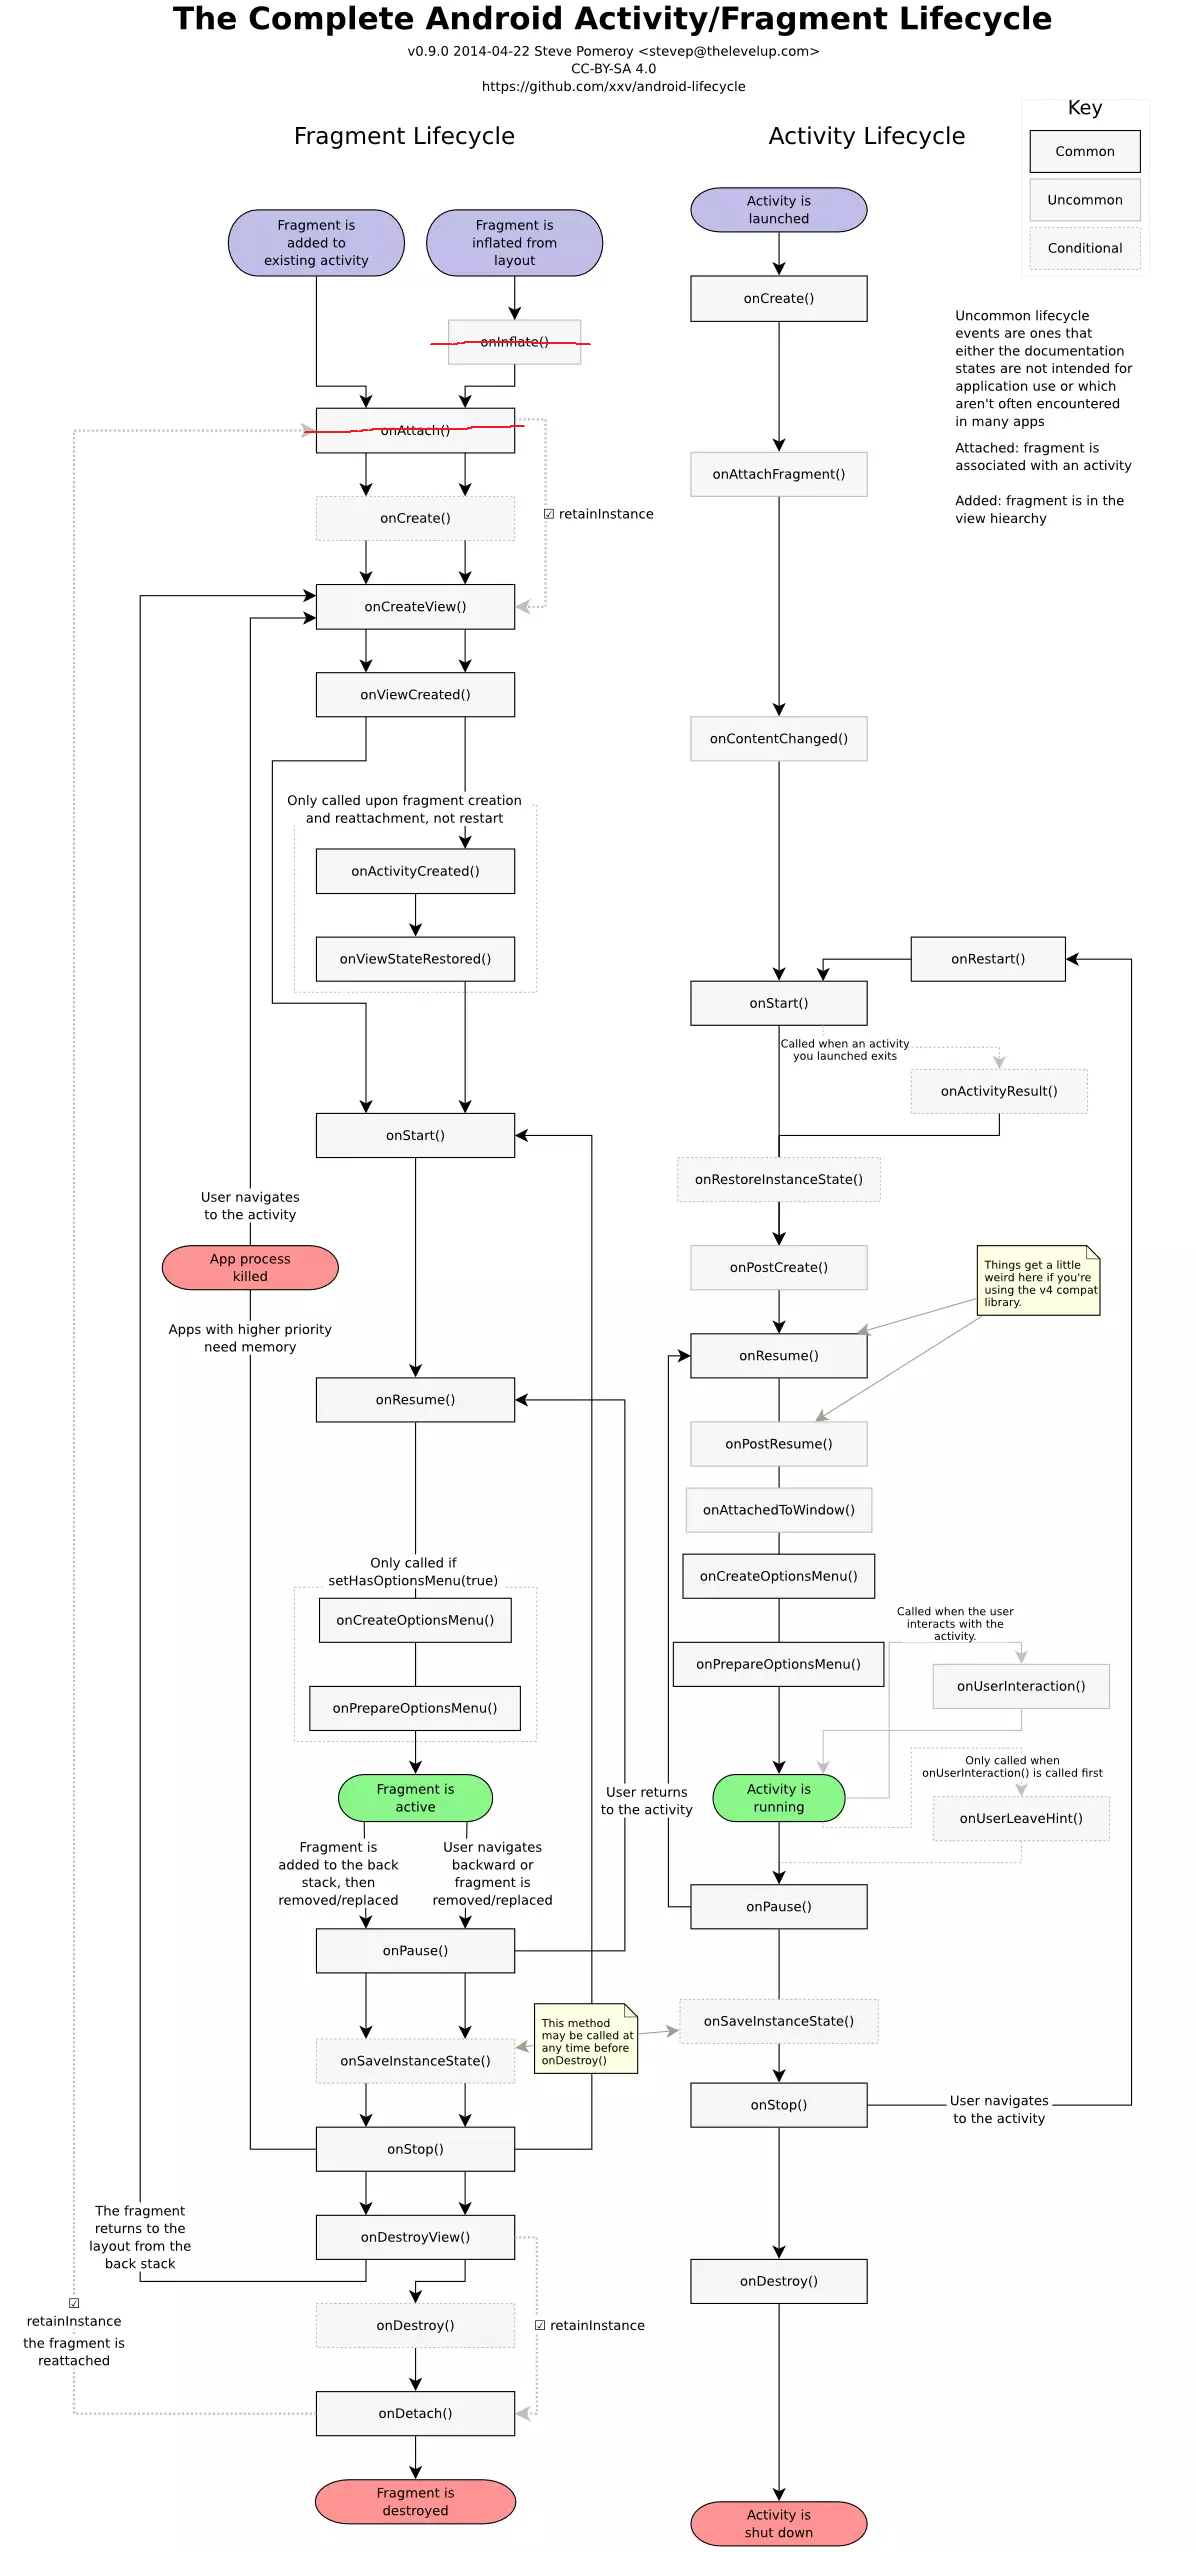 The Complete Android Activity/Fragment Lifecycle
v0.9.0 2014-04-22 Steve Pomeroy <stevep@thelevelup.com>
CC-BY-SA 4.0
https://github.com/xxv/android-lifecycle
Key
Common
Uncommon
Conditional
Uncommon lifecycle
events are ones that
either the documentation
states are not intended for
application use or which
aren't often encountered
in many apps
Attached: fragment is
associated with an activity
Added: fragment is in the
view hiearchy
Fragment Lifecycle
Fragment is
added to
existing activity
Fragment is
inflated from
layout
onInflate()
onAttach()
onCreate()
☑ retainInstance
onCreateView()
onViewCreated()
Only called upon fragment creation
and reattachment, not restart
onActivityCreated()
onViewStateRestored()
onStart()
User navigates
to the activity
App process
killed
Apps with higher priority
need memory
onResume()
Only called if
setHasOptionsMenu(true)
onCreateOptionsMenu()
onPrepareOptionsMenu()
Fragment is
active
User returns
to the activity
Fragment is
added to the back
stack, then
removed/replaced
User navigates
backward or
fragment is
removed/replaced
onPause()
This method
may be called at
any time before
onDestroy()
onSaveInstanceState()
onStop()
The fragment
returns to the
layout from the
back stack
onDestroyView()
☑
retainInstance
the fragment is
reattached
onDestroy()
☑ retainInstance
onDetach()
Fragment is
destroyed
Activity Lifecycle
Activity is
launched
onCreate()
onAttachFragment()
onContentChanged()
onRestart()
onStart()
Called when an activity
you launched exits
onActivityResult()
onRestoreInstanceState()
onPostCreate()
Things get a little
weird here if you're
using the v4 compat
library.
onResume()
onPostResume()
onAttachedToWindow()
onCreateOptionsMenu()
Called when the user
interacts with the
activity.
onPrepareOptionsMenu()
onUserInteraction()
Only called when
onUserInteraction() is called first
Activity is
running
onUserLeaveHint()
onPause()
onSaveInstanceState()
onStop()
User navigates
to the activity
onDestroy()
Activity is
shut down